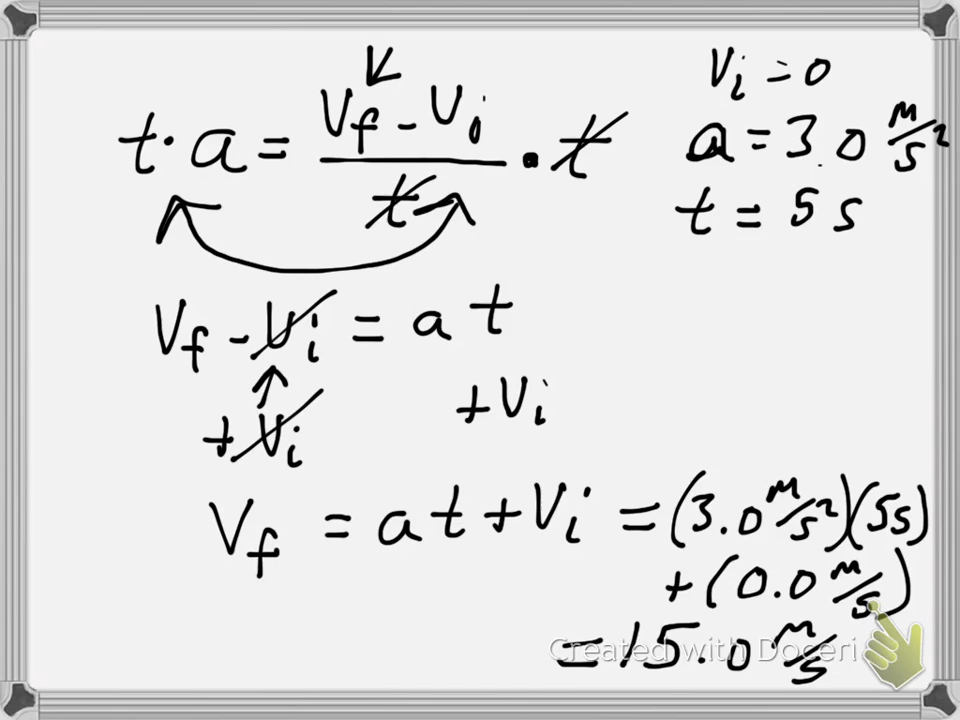 t · a = (Vf - Vi) / t · t
Vi = 0
a = 3.0 m/s²
t = 5 s
Vf - Vi = a t
+ Vi + Vi
Vf = a t + Vi = (3.0 m/s²)(5s)
+ (0.0 m/s)
= 15.0 m/s
Created with Doceri